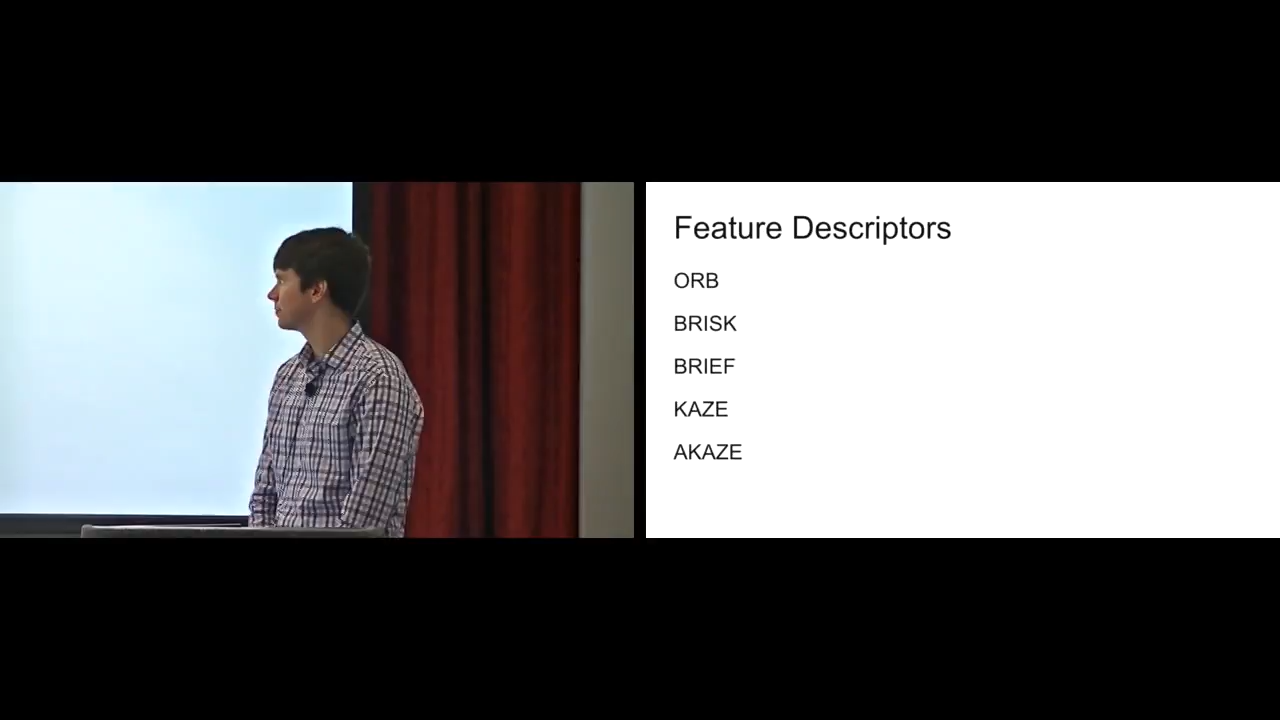 Feature Descriptors
ORB
BRISK
BRIEF
KAZE
AKAZE